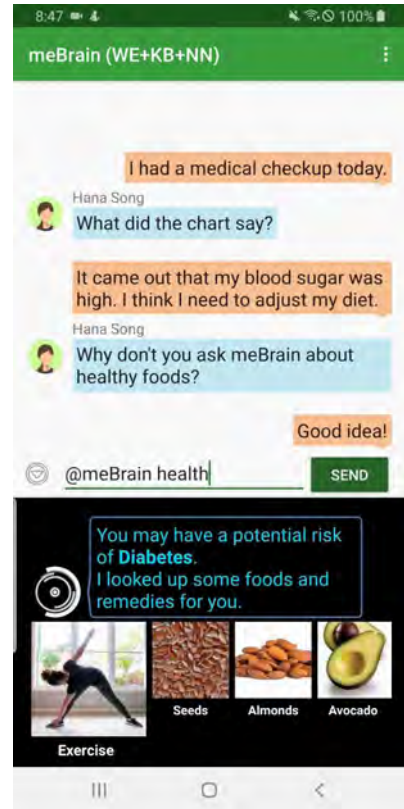 8:47 100%
meBrain (WE+KB+NN)
I had a medical checkup today.
Hana Song
What did the chart say?
It came out that my blood sugar was
high. I think I need to adjust my diet.
Hana Song
Why don't you ask meBrain about
healthy foods?
Good idea!
@meBrain health SEND
You may have a potential risk
of Diabetes.
I looked up some foods and
remedies for you.
Seeds Almonds Avocado
Exercise